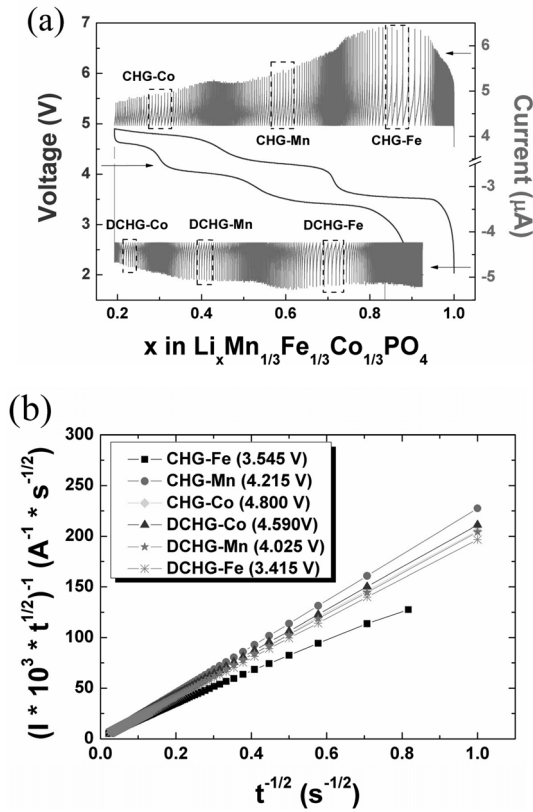 (a)
7
6
5
4
3
2
Voltage (V)
6
5
4
-3
-4
-5
Current (μA)
CHG-Co
CHG-Mn
CHG-Fe
DCHG-Co
DCHG-Mn
DCHG-Fe
0.2 0.4 0.6 0.8 1.0
x in LiₓMn₁/₃Fe₁/₃Co₁/₃PO₄
(b)
300
250
200
150
100
50
0
(I * 10³ * t¹/²)⁻¹ (A⁻¹ * s⁻¹/²)
CHG-Fe (3.545 V)
CHG-Mn (4.215 V)
CHG-Co (4.800 V)
DCHG-Co (4.590V)
DCHG-Mn (4.025 V)
DCHG-Fe (3.415 V)
0.0 0.2 0.4 0.6 0.8 1.0
t⁻¹/² (s⁻¹/²)